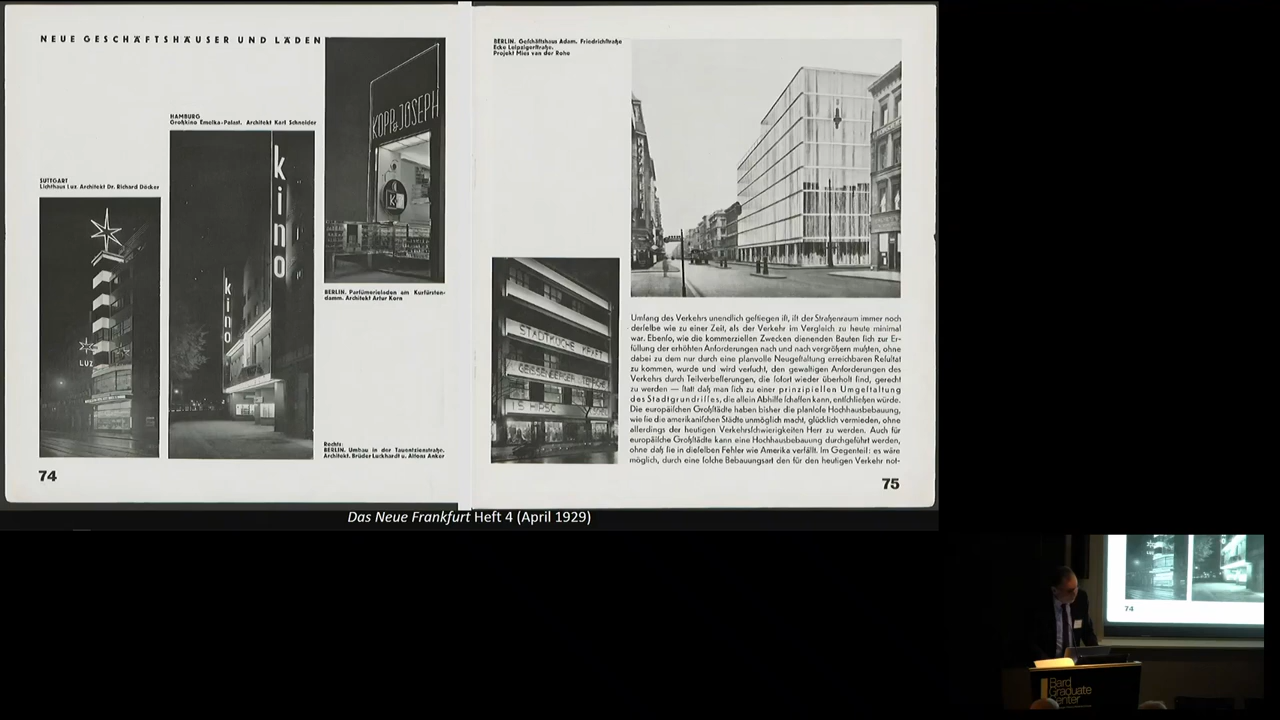 NEUE GESCHÄFTSHÄUSER UND LÄDEN
HAMBURG
Großkino Emelka-Palast. Architekt Karl Schneider
SUTTGART
Lichthaus Luz. Architekt Dr. Richard Döcker
LUZ
kino
kino
KOPP & JOSEPH
K
BERLIN. Parfümerieladen am Kurfürsten-
damm. Architekt Artur Korn
Rechts:
BERLIN. Umbau in der Tauentzienstraße.
Architekt. Brüder Luckhardt u. Alfons Anker
74
BERLIN. Geschäftshaus Adam. Friedrichstraße
Ecke Leipzigerstraße.
Projekt Mies van der Rohe
STADTKÜCHE KRAFT
S HIRSC
Umfang des Verkehrs unendlich gestiegen ist, ist der Straßenraum immer noch
derselbe wie zu einer Zeit, als der Verkehr im Vergleich zu heute minimal
war. Ebenso, wie die kommerziellen Zwecken dienenden Bauten sich zur Er-
füllung der erhöhten Anforderungen nach und nach vergrößern mußten, ohne
dabei zu dem nur durch eine planvolle Neugestaltung erreichbaren Resultat
zu kommen, wurde und wird versucht, den gewaltigen Anforderungen des
Verkehrs durch Teilverbesserungen, die sofort wieder überholt sind, gerecht
zu werden — statt daß man sich zu einer prinzipiellen Umgestaltung
des Stadtgrundrisses, die allein Abhilfe schaffen kann, entschließen würde.
Die europäischen Großstädte haben bisher die planlose Hochhausbebauung,
wie sie die amerikanischen Städte unmöglich macht, glücklich vermieden, ohne
allerdings der heutigen Verkehrsschwierigkeiten Herr zu werden. Auch für
europäische Großstädte kann eine Hochhausbebauung durchgeführt werden,
ohne daß sie in dieselben Fehler wie Amerika verfällt. Im Gegenteil: es wäre
möglich, durch eine solche Bebauungsart den für den heutigen Verkehr not-
75
Das Neue Frankfurt Heft 4 (April 1929)
74
Bard
Graduate
Center